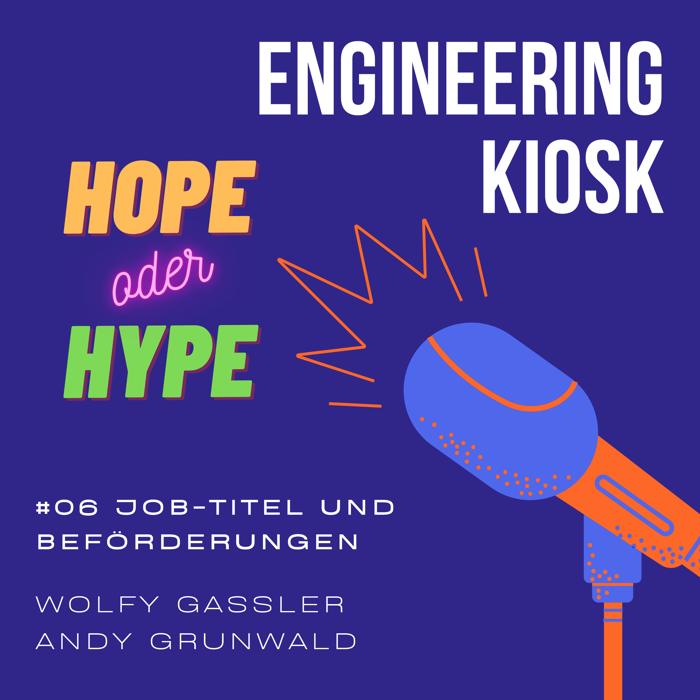 ENGINEERING
KIOSK
HOPE
oder
HYPE
#06 JOB-TITEL UND
BEFÖRDERUNGEN
WOLFY GASSLER
ANDY GRUNWALD